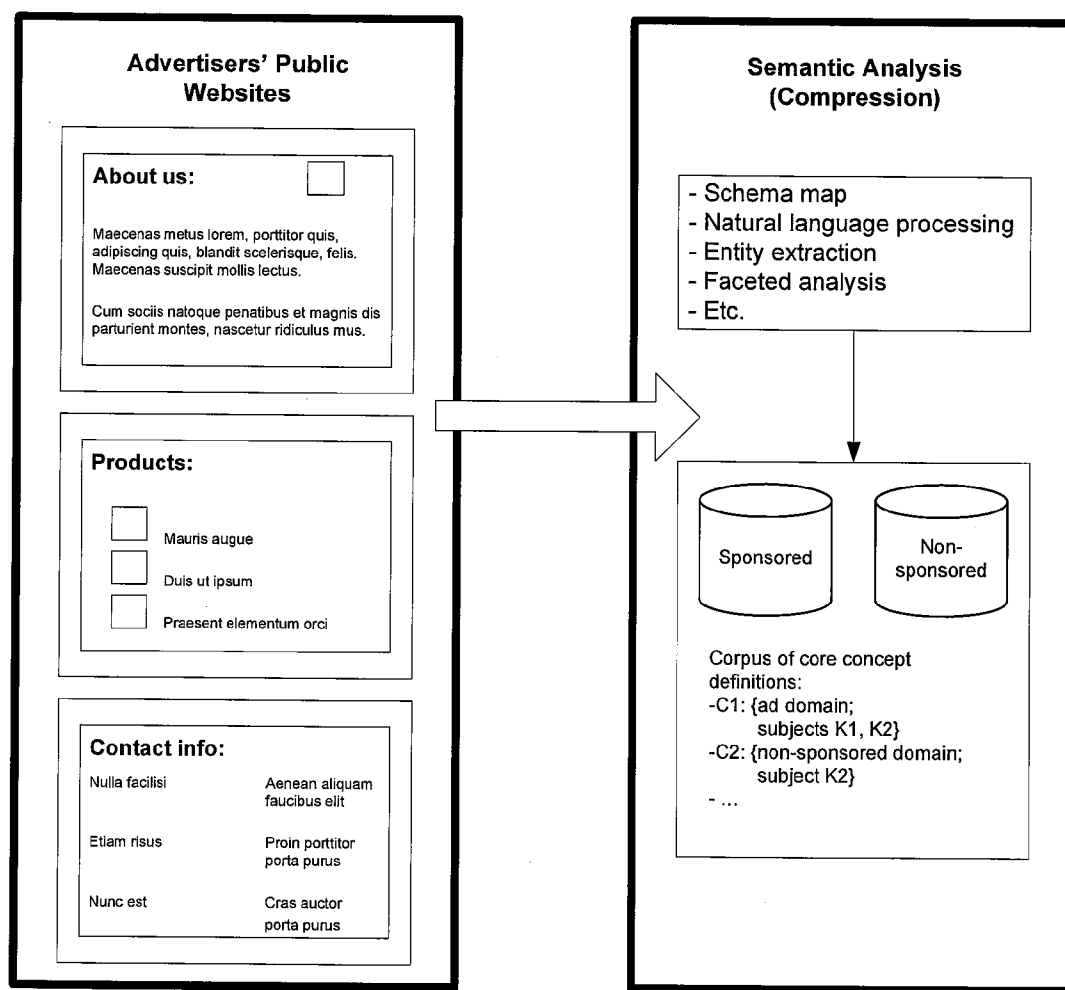 Advertisers' Public
Websites
About us:
Maecenas metus lorem, porttitor quis,
adipiscing quis, blandit scelerisque, felis.
Maecenas suscipit mollis lectus.
Cum sociis natoque penatibus et magnis dis
parturient montes, nascetur ridiculus mus.
Products:
Mauris augue
Duis ut ipsum
Praesent elementum orci
Contact info:
Nulla facilisi
Aenean aliquam
faucibus elit
Etiam risus
Proin porttitor
porta purus
Nunc est
Cras auctor
porta purus
Semantic Analysis
(Compression)
- Schema map
- Natural language processing
- Entity extraction
- Faceted analysis
- Etc.
Sponsored
Non-
sponsored
Corpus of core concept
definitions:
-C1: {ad domain;
subjects K1, K2}
-C2: {non-sponsored domain;
subject K2}
- ...